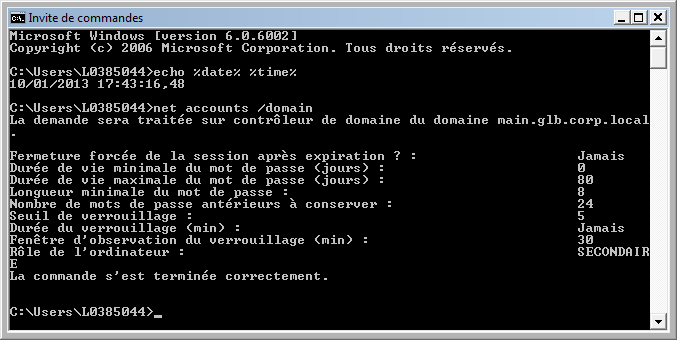 Invite de commandes
Microsoft Windows [version 6.0.6002]
Copyright (c) 2006 Microsoft Corporation. Tous droits réservés.
C:\Users\L0385044>echo %date% %time%
10/01/2013 17:43:16,48
C:\Users\L0385044>net accounts /domain
La demande sera traitée sur contrôleur de domaine du domaine main.glb.corp.local
.
Fermeture forcée de la session après expiration ? : Jamais
Durée de vie minimale du mot de passe (jours) : 0
Durée de vie maximale du mot de passe (jours) : 80
Longueur minimale du mot de passe : 8
Nombre de mots de passe antérieurs à conserver : 24
Seuil de verrouillage : 5
Durée du verrouillage (min) : Jamais
Fenêtre d'observation du verrouillage (min) : 30
Rôle de l'ordinateur : SECONDAIR
E
La commande s'est terminée correctement.
C:\Users\L0385044>_